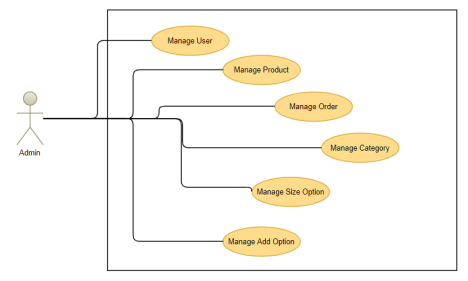 Manage User
Manage Product
Manage Order
Admin
Manage Category
Manage Size Option
Manage Add Option